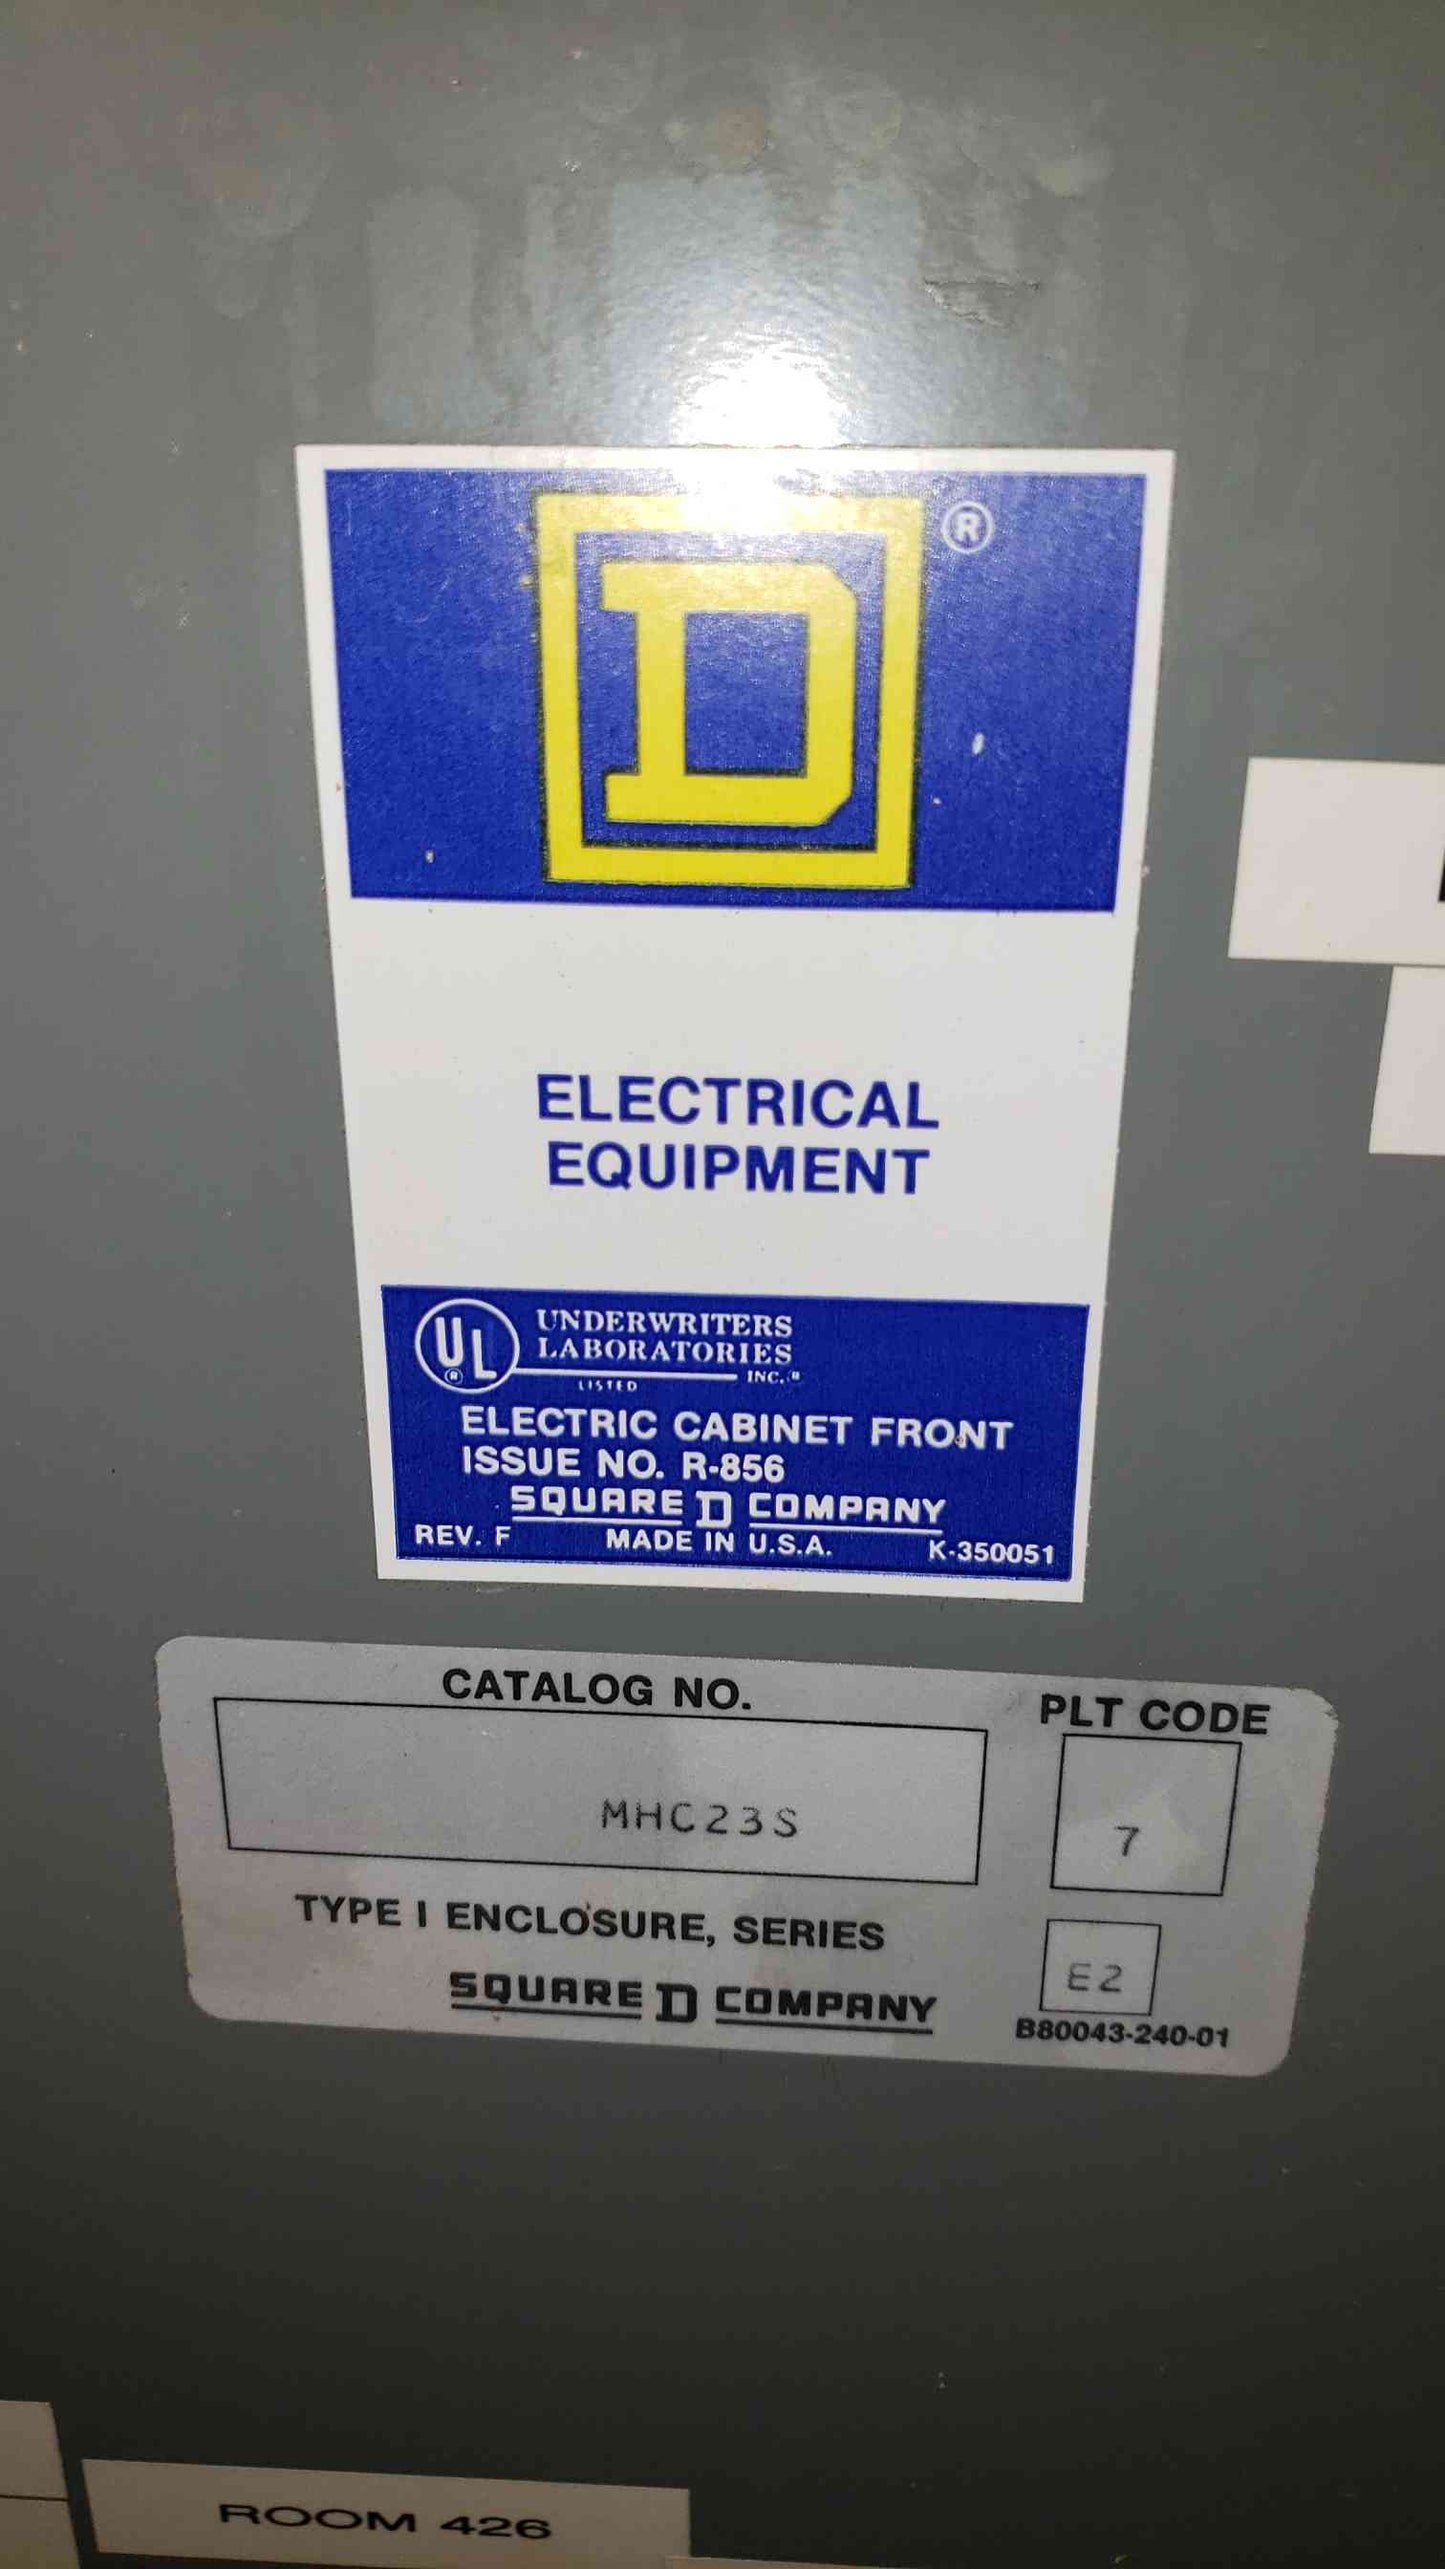 D ®
ELECTRICAL
EQUIPMENT
UL ® UNDERWRITERS
LABORATORIES
INC.®
LISTED
ELECTRIC CABINET FRONT
ISSUE NO. R-856
SQUARE D COMPANY
REV. F MADE IN U.S.A. K-350051
CATALOG NO. PLT CODE
MHC23S 7
TYPE I ENCLOSURE, SERIES E2
SQUARE D COMPANY
B80043-240-01
ROOM 426